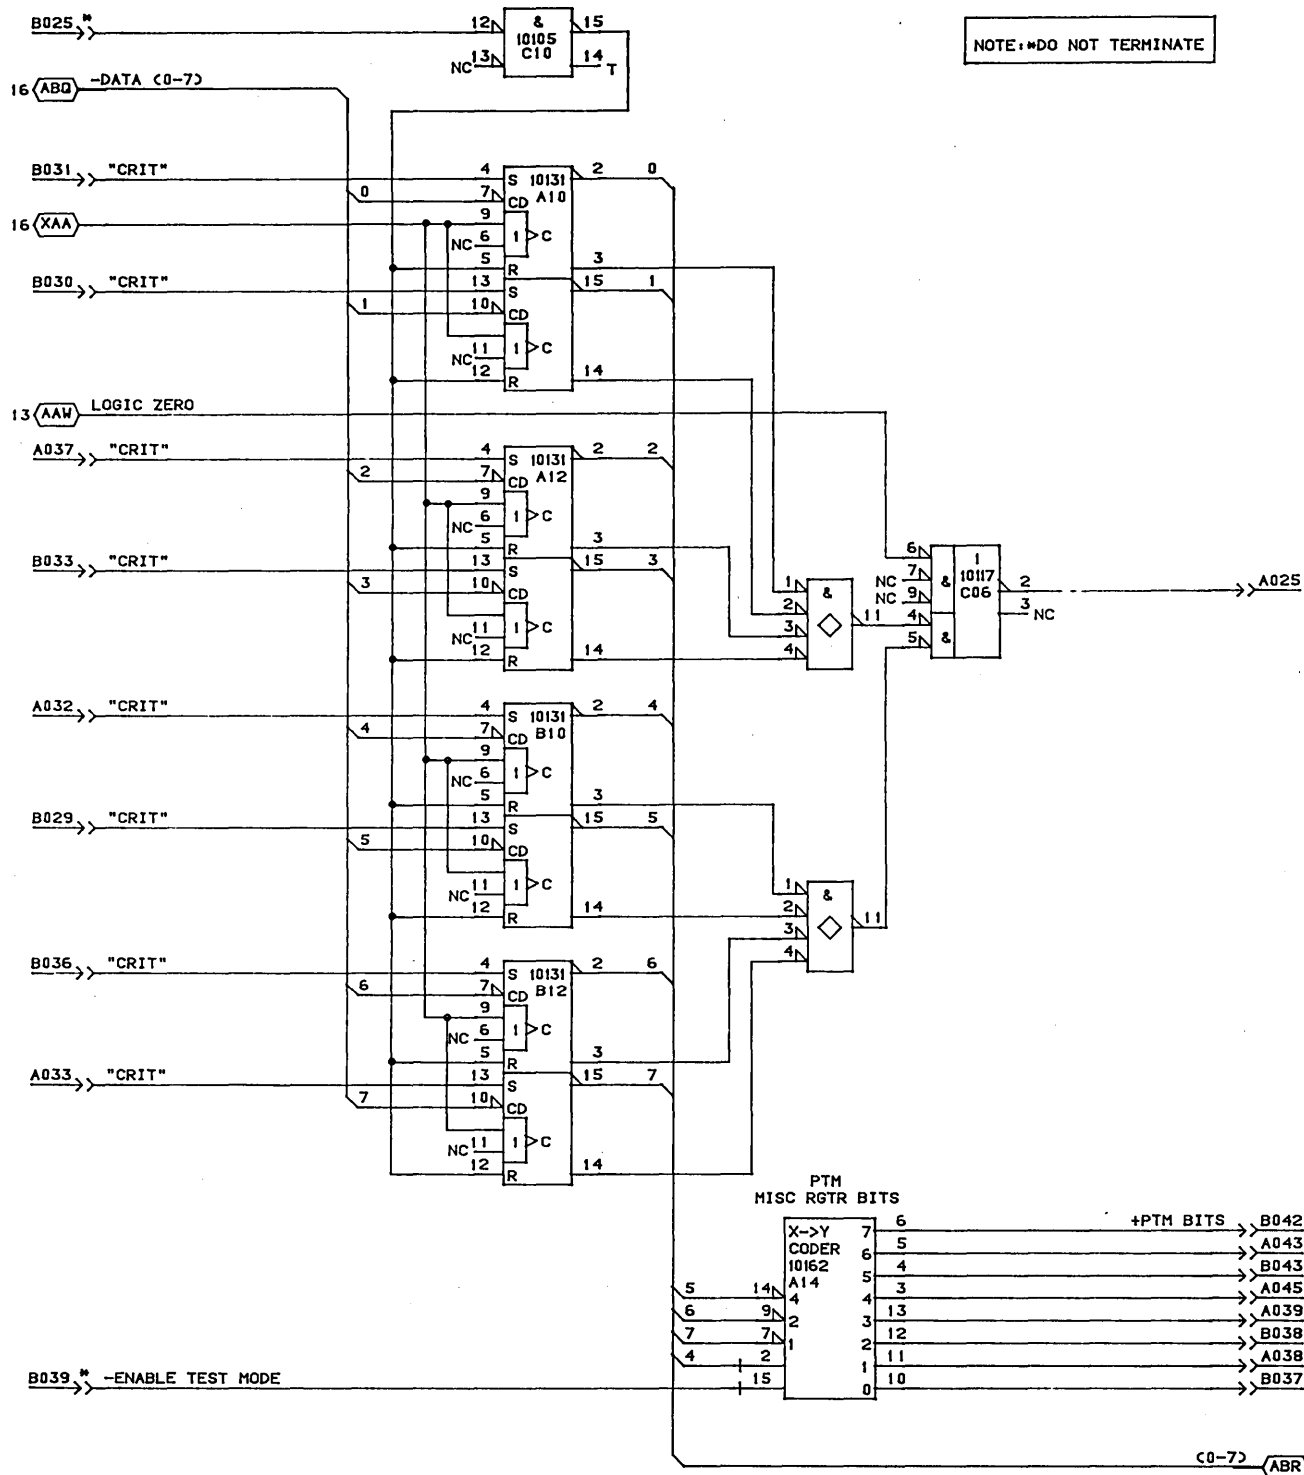 B025 * 12 & 15
10105
C10
NC 13 14 T
NOTE:*DO NOT TERMINATE
16 ABQ -DATA (0-7)
B031 "CRIT" 4 S 10131 2 0
0 7 CD A10
16 XAA 9
NC 6 1 C
5 R 3
B030 "CRIT" 13 S 15 1
1 10 CD
NC 11 1 C
12 R 14
13 AAW LOGIC ZERO
A037 "CRIT" 4 S 10131 2 2
2 7 CD A12
9
NC 6 1 C
5 R 3
B033 "CRIT" 13 S 15 3
3 10 CD
NC 11 1 C
12 R 14
1 &
2
3
4
11
6 1
NC 7 & 10117
NC 9 C06
4
5 &
2 A025
3 NC
A032 "CRIT" 4 S 10131 2 4
4 7 CD B10
9
NC 6 1 C
5 R 3
B029 "CRIT" 13 S 15 5
5 10 CD
NC 11 1 C
12 R 14
1 &
2
3
4
11
B036 "CRIT" 4 S 10131 2 6
6 7 CD B12
9
NC 6 1 C
5 R 3
A033 "CRIT" 13 S 15 7
7 10 CD
NC 11 1 C
12 R 14
PTM
MISC RGTR BITS
X->Y 7 6 +PTM BITS B042
CODER 6 5 A043
10162 5 4 B043
5 14 4 A14 4 3 A045
6 9 2 3 13 A039
7 7 1 2 12 B038
4 2 1 11 A038
B039 * -ENABLE TEST MODE 15 0 10 B037
(0-7) ABR